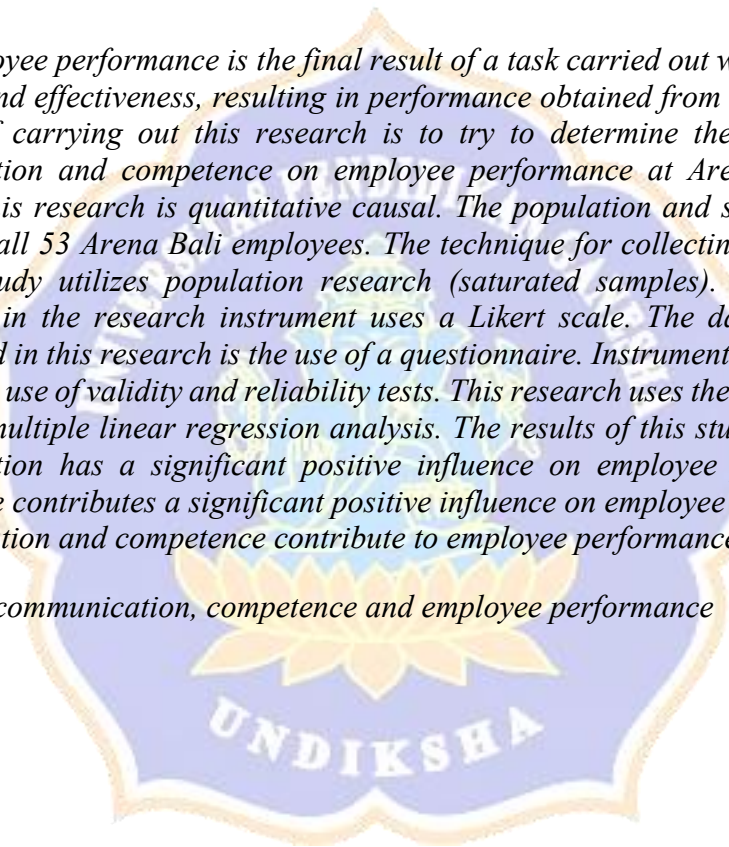 oyee performance is the final result of a task carried out w
nd effectiveness, resulting in performance obtained from
f carrying out this research is to try to determine the
tion and competence on employee performance at Are
is research is quantitative causal. The population and s
all 53 Arena Bali employees. The technique for collectin
udy utilizes population research (saturated samples).
in the research instrument uses a Likert scale. The da
d in this research is the use of a questionnaire. Instrument
use of validity and reliability tests. This research uses the
multiple linear regression analysis. The results of this stu
tion has a significant positive influence on employee
e contributes a significant positive influence on employee
ation and competence contribute to employee performance
communication, competence and employee performance
UNIVERSITAS PENDIDIKAN GANESHA
UNDIKSHA